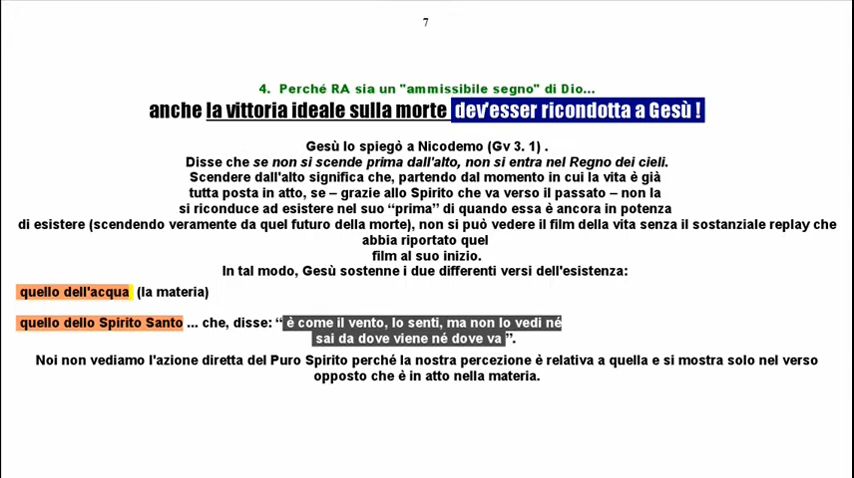 7
4. Perché RA sia un "ammissibile segno" di Dio...
anche la vittoria ideale sulla morte dev'esser ricondotta a Gesù !
Gesù lo spiegò a Nicodemo (Gv 3. 1) .
Disse che se non si scende prima dall'alto, non si entra nel Regno dei cieli.
Scendere dall'alto significa che, partendo dal momento in cui la vita è già
tutta posta in atto, se – grazie allo Spirito che va verso il passato – non la
si riconduce ad esistere nel suo “prima” di quando essa è ancora in potenza
di esistere (scendendo veramente da quel futuro della morte), non si può vedere il film della vita senza il sostanziale replay che
abbia riportato quel
film al suo inizio.
In tal modo, Gesù sostenne i due differenti versi dell'esistenza:
quello dell'acqua (la materia)
quello dello Spirito Santo ... che, disse: “ è come il vento, lo senti, ma non lo vedi né
sai da dove viene né dove va ”.
Noi non vediamo l'azione diretta del Puro Spirito perché la nostra percezione è relativa a quella e si mostra solo nel verso
opposto che è in atto nella materia.